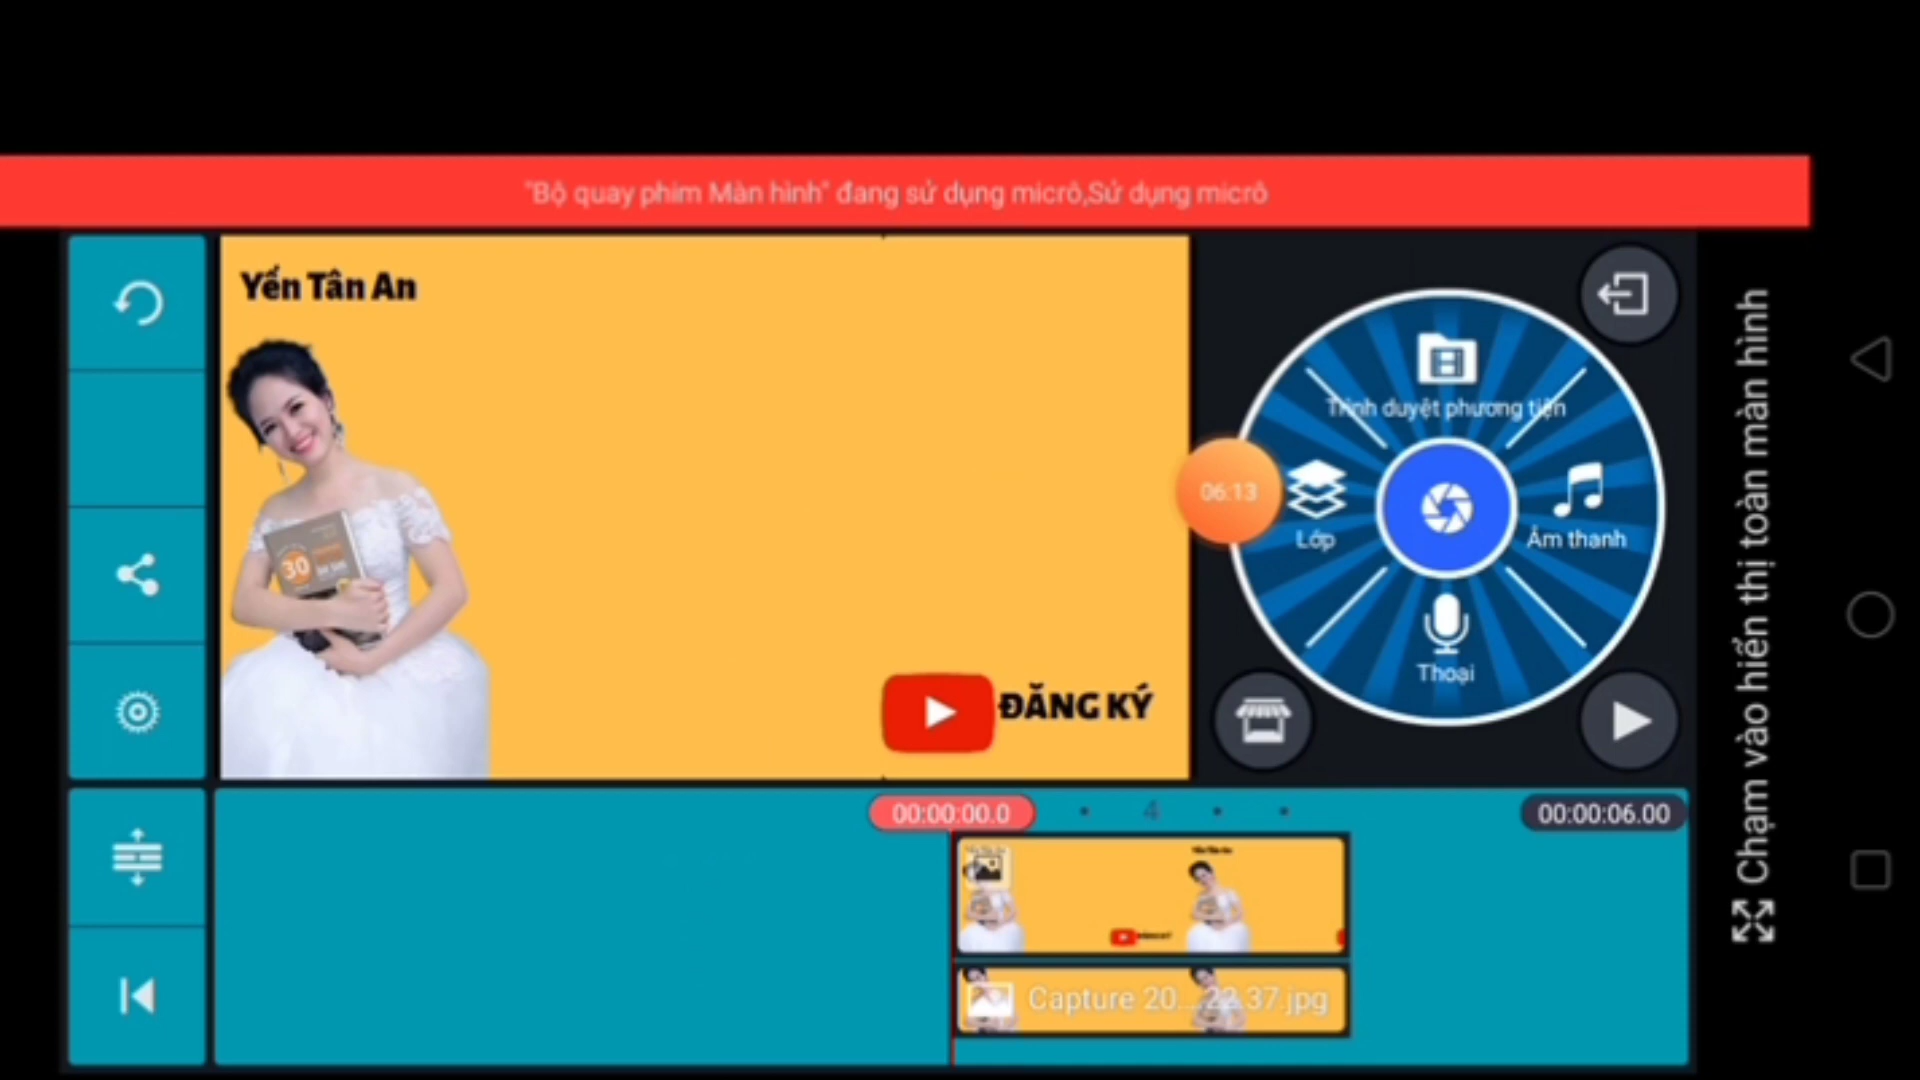 "Bộ quay phim Màn hình" đang sử dụng micrô,Sử dụng micrô
Yến Tân An
30
ĐĂNG KÝ
Trình duyệt phương tiện
06:13
Lớp
Âm thanh
Thoại
Chạm vào hiển thị toàn màn hình
00:00:00.0
4
00:00:06.00
Capture 20....22.37.jpg